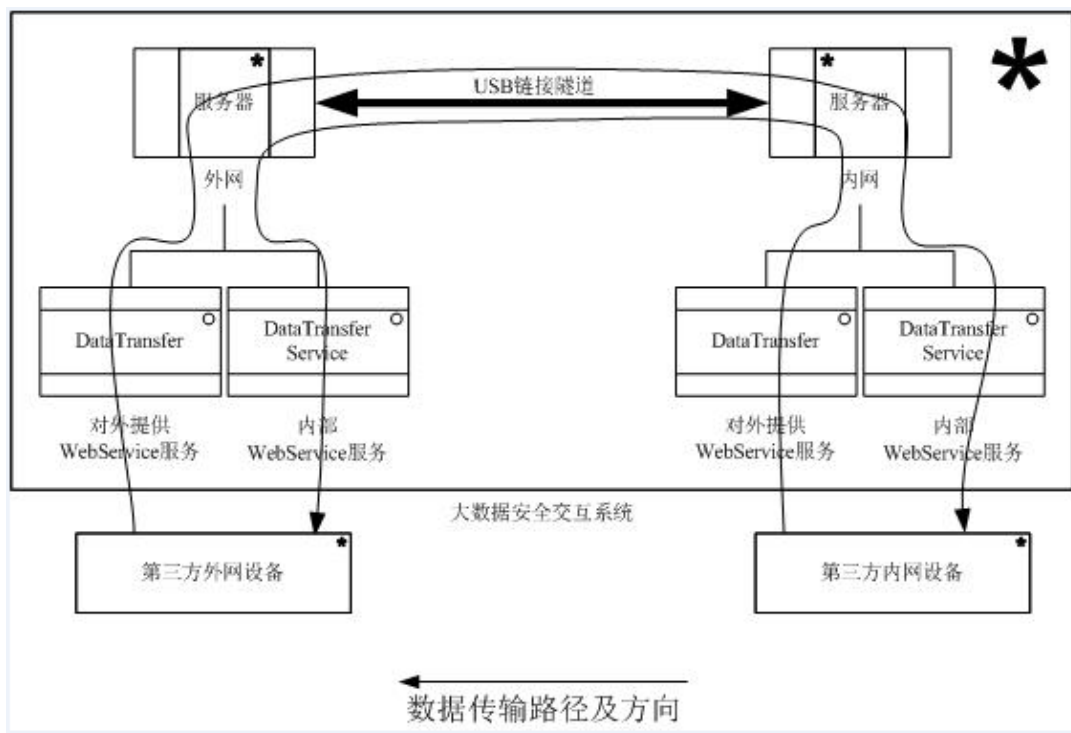 *
*
*
USB链接隧道
服务器
服务器
外网
内网
DataTransfer
DataTransfer
Service
DataTransfer
DataTransfer
Service
对外提供
WebService服务
内部
WebService服务
对外提供
WebService服务
内部
WebService服务
大数据安全交互系统
*
*
第三方外网设备
第三方内网设备
数据传输路径及方向